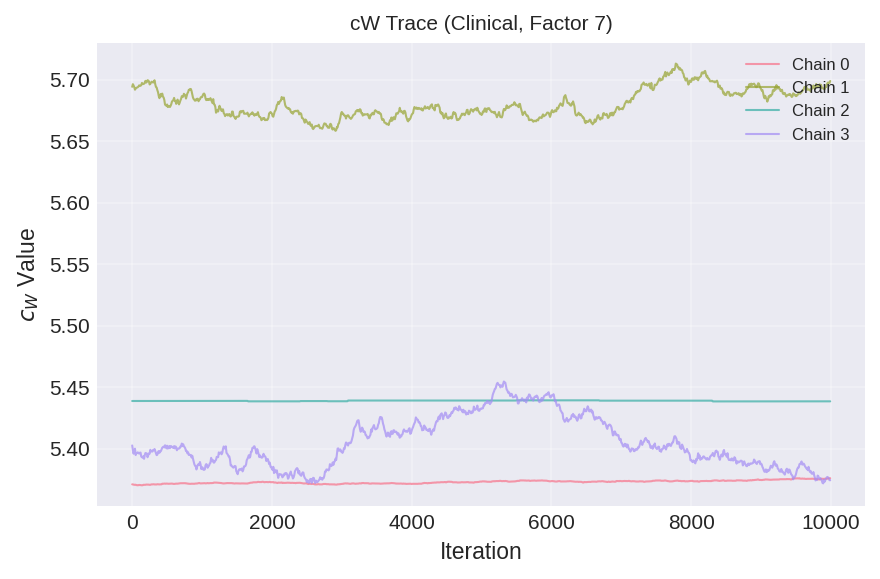 cW Trace (Clinical, Factor 7)
Chain 0
Chain 1
Chain 2
Chain 3
5.70
5.65
5.60
5.55
5.50
5.45
5.40
c_W Value
0 2000 4000 6000 8000 10000
Iteration